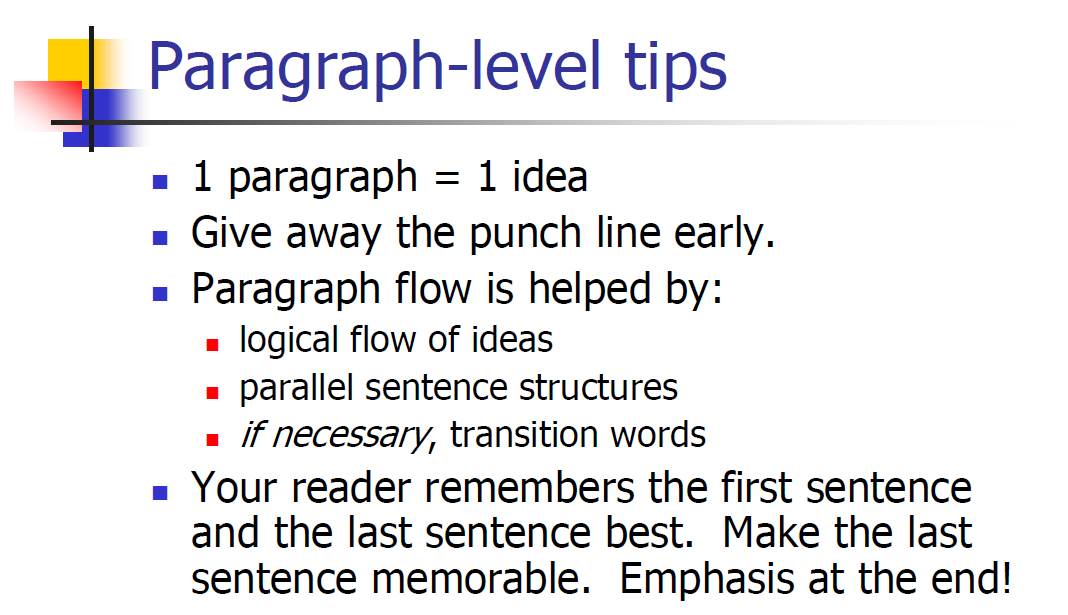 Paragraph-level tips
1 paragraph = 1 idea
Give away the punch line early.
Paragraph flow is helped by:
logical flow of ideas
parallel sentence structures
if necessary, transition words
Your reader remembers the first sentence
and the last sentence best.  Make the last
sentence memorable.  Emphasis at the end!